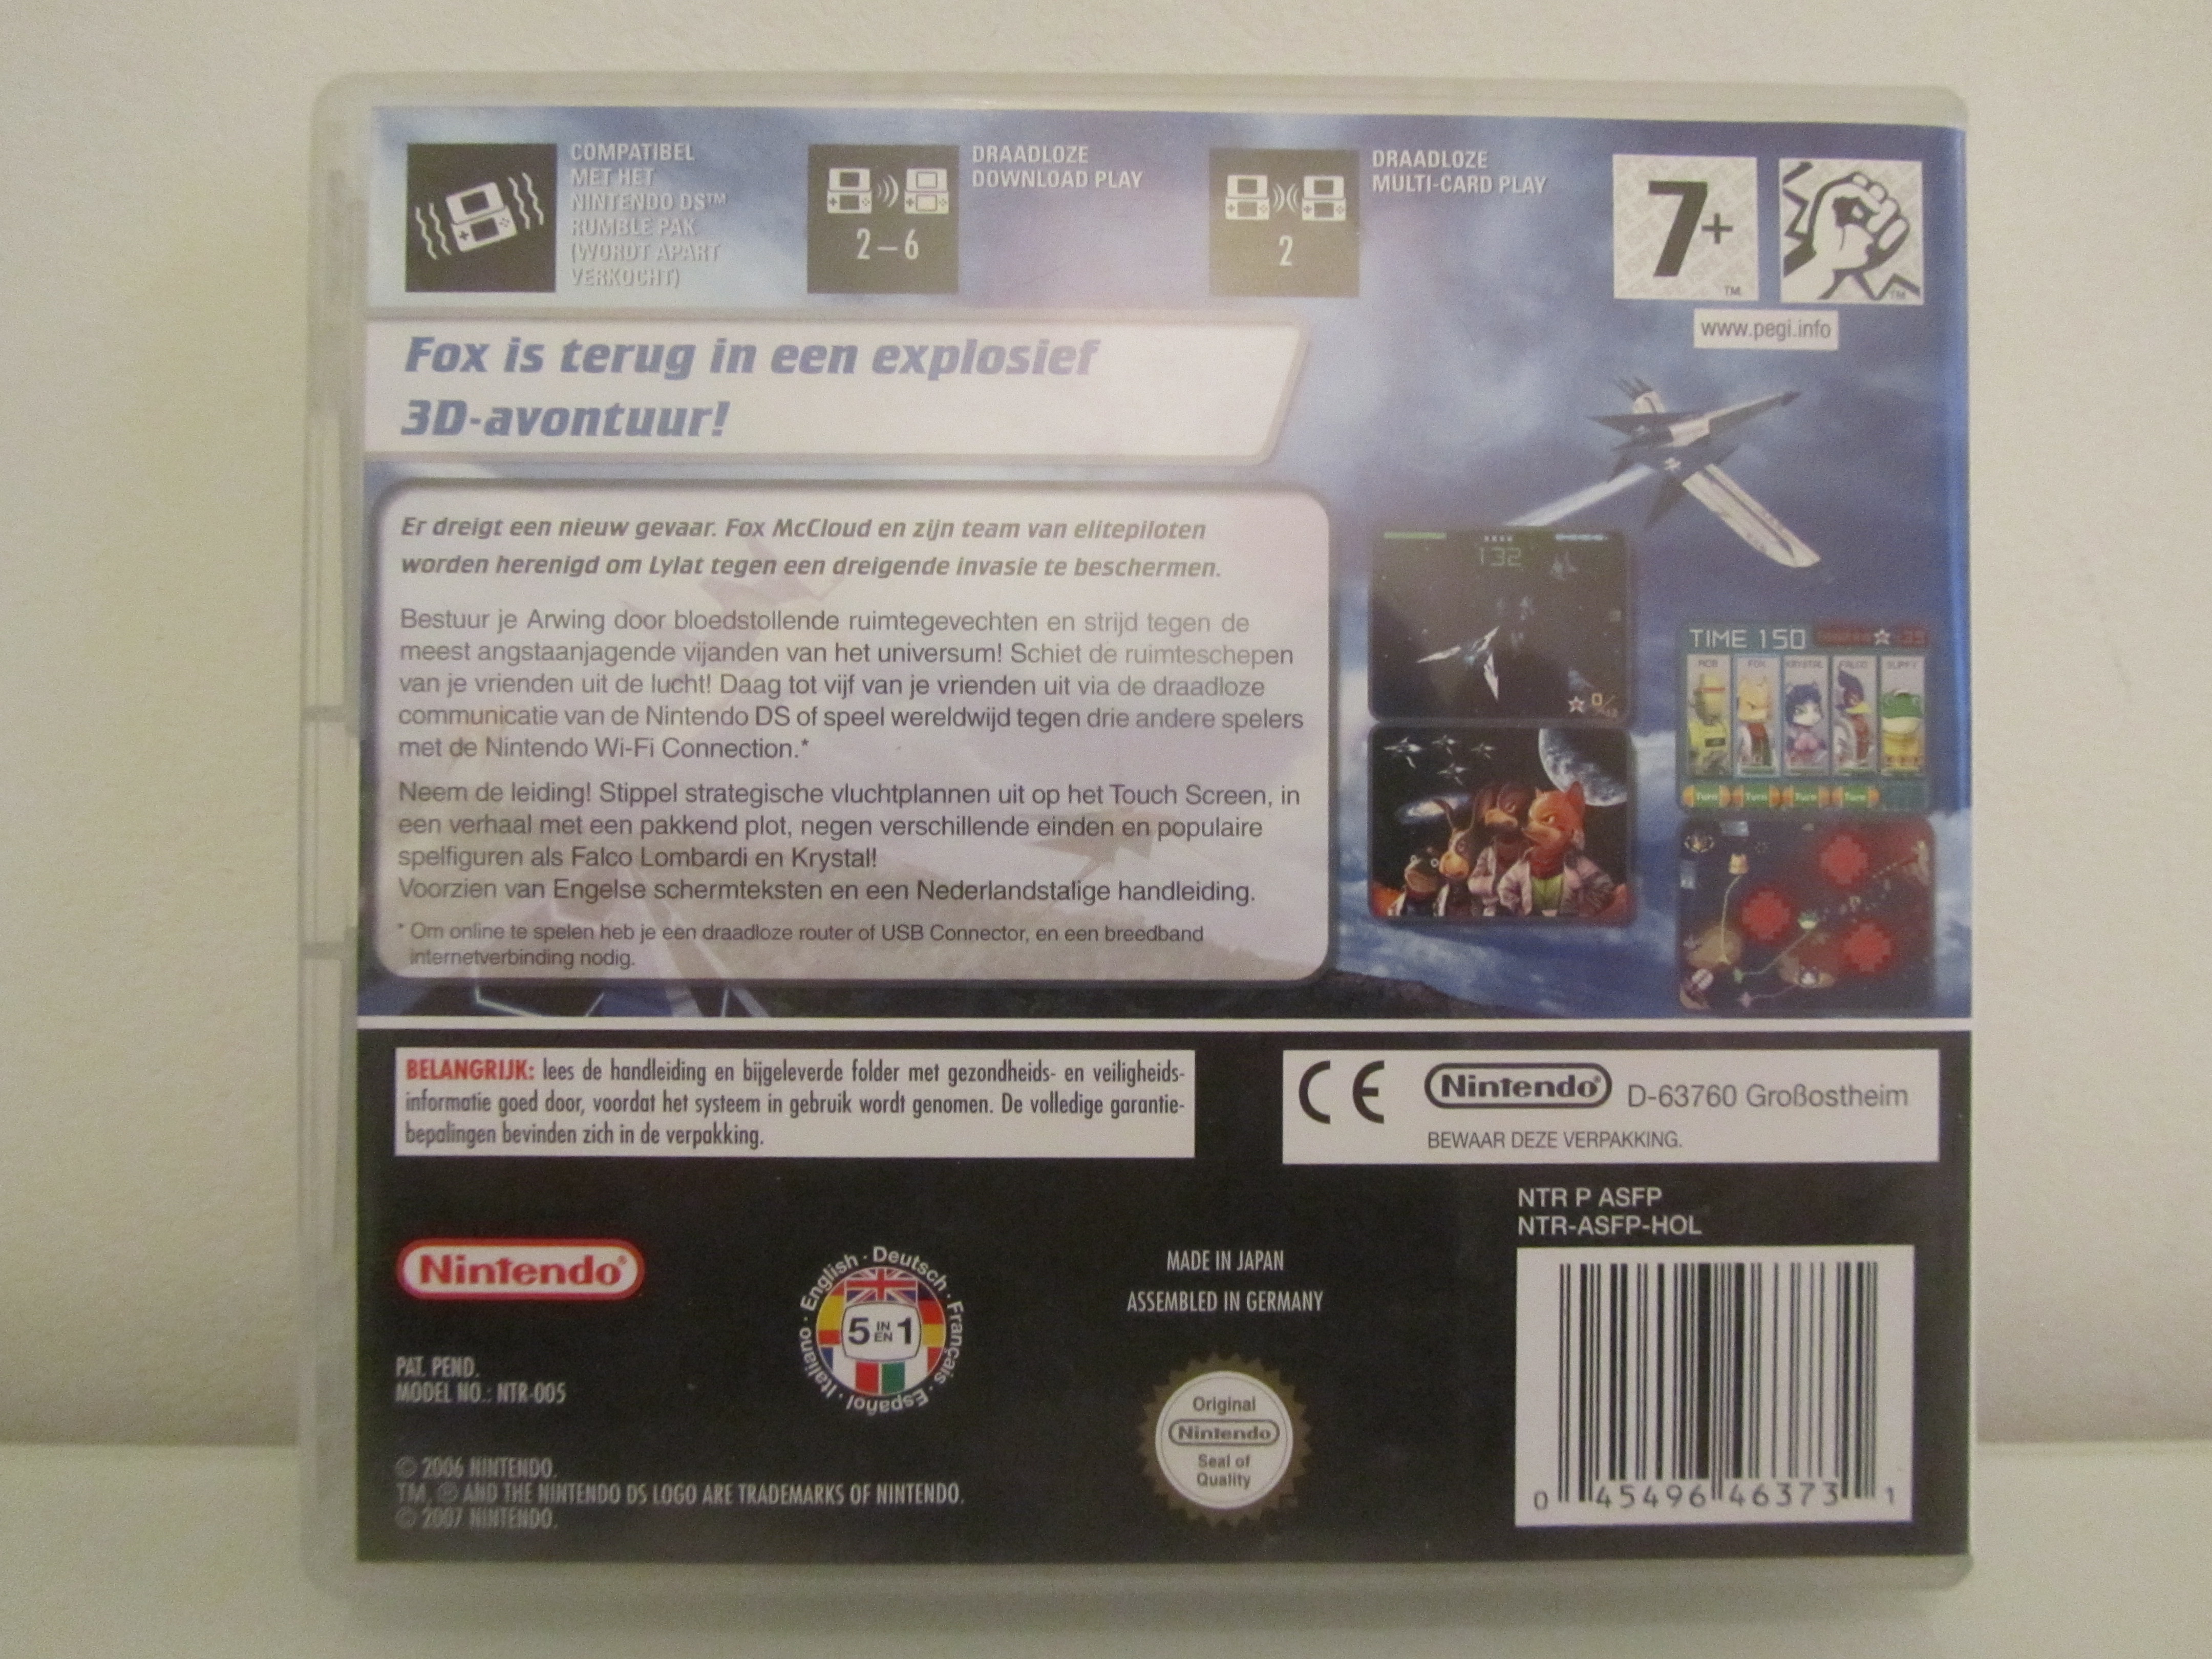 COMPATIBEL
MET HET
NINTENDO DS™
RUMBLE PAK
(WORDT APART
VERKOCHT)
2–6
DRAADLOZE
DOWNLOAD PLAY
2
DRAADLOZE
MULTI-CARD PLAY
7+
TM
TM
www.pegi.info
Fox is terug in een explosief
3D-avontuur!
Er dreigt een nieuw gevaar. Fox McCloud en zijn team van elitepiloten
worden herenigd om Lylat tegen een dreigende invasie te beschermen.
Bestuur je Arwing door bloedstollende ruimtegevechten en strijd tegen de
meest angstaanjagende vijanden van het universum! Schiet de ruimteschepen
van je vrienden uit de lucht! Daag tot vijf van je vrienden uit via de draadloze
communicatie van de Nintendo DS of speel wereldwijd tegen drie andere spelers
met de Nintendo Wi-Fi Connection.*
Neem de leiding! Stippel strategische vluchtplannen uit op het Touch Screen, in
een verhaal met een pakkend plot, negen verschillende einden en populaire
spelfiguren als Falco Lombardi en Krystal!
Voorzien van Engelse schermteksten en een Nederlandstalige handleiding.
* Om online te spelen heb je een draadloze router of USB Connector, en een breedband
internetverbinding nodig.
132
TIME 150
ROB FOX KRYSTAL FALCO SLIPPY
Turn Turn Turn Turn
BELANGRIJK: lees de handleiding en bijgeleverde folder met gezondheids- en veiligheids-
informatie goed door, voordat het systeem in gebruik wordt genomen. De volledige garantie-
bepalingen bevinden zich in de verpakking.
CE
Nintendo® D-63760 Großostheim
BEWAAR DEZE VERPAKKING.
NTR P ASFP
NTR-ASFP-HOL
Nintendo®
English · Deutsch · Français · Español · Italiano ·
5 IN EN 1
MADE IN JAPAN
ASSEMBLED IN GERMANY
PAT. PEND.
MODEL NO.: NTR-005
Original
Nintendo
Seal of
Quality
© 2006 NINTENDO.
TM, ® AND THE NINTENDO DS LOGO ARE TRADEMARKS OF NINTENDO.
© 2007 NINTENDO.
0 45496 46373 1